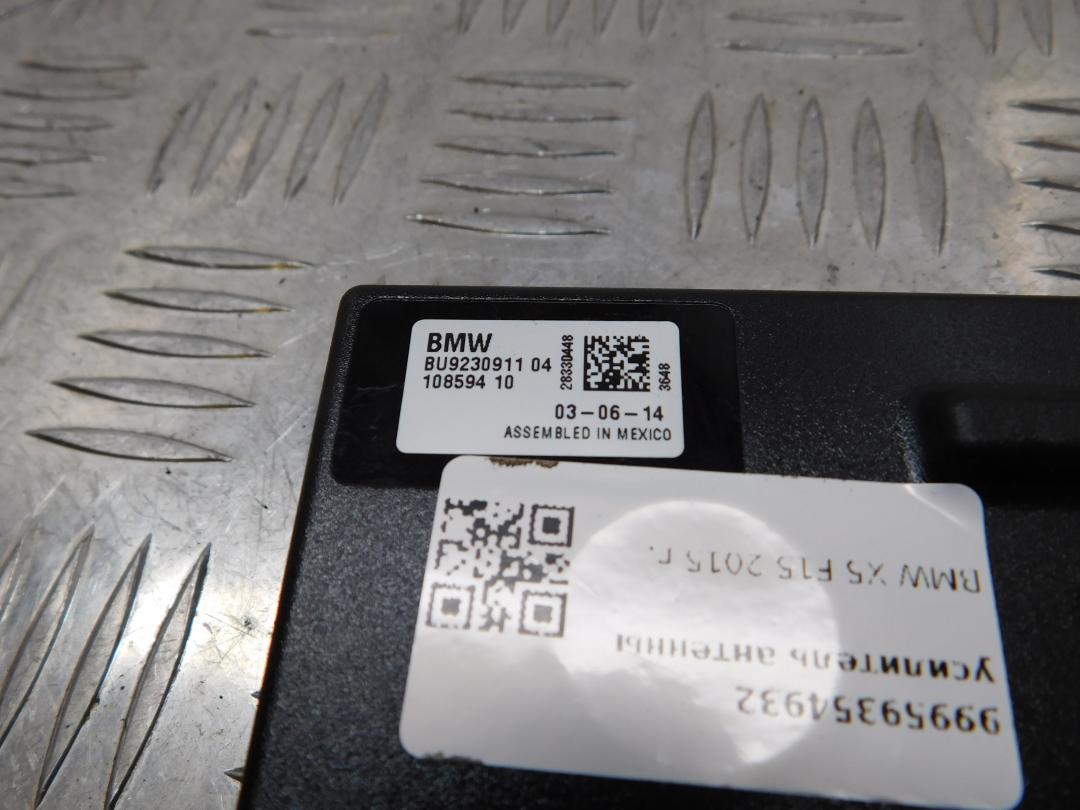 BMW
BU9230911 04
108594 10
28330448
3648
03-06-14
ASSEMBLED IN MEXICO
99959354932
усилитель антенны
BMW X5 F15 2015 г.